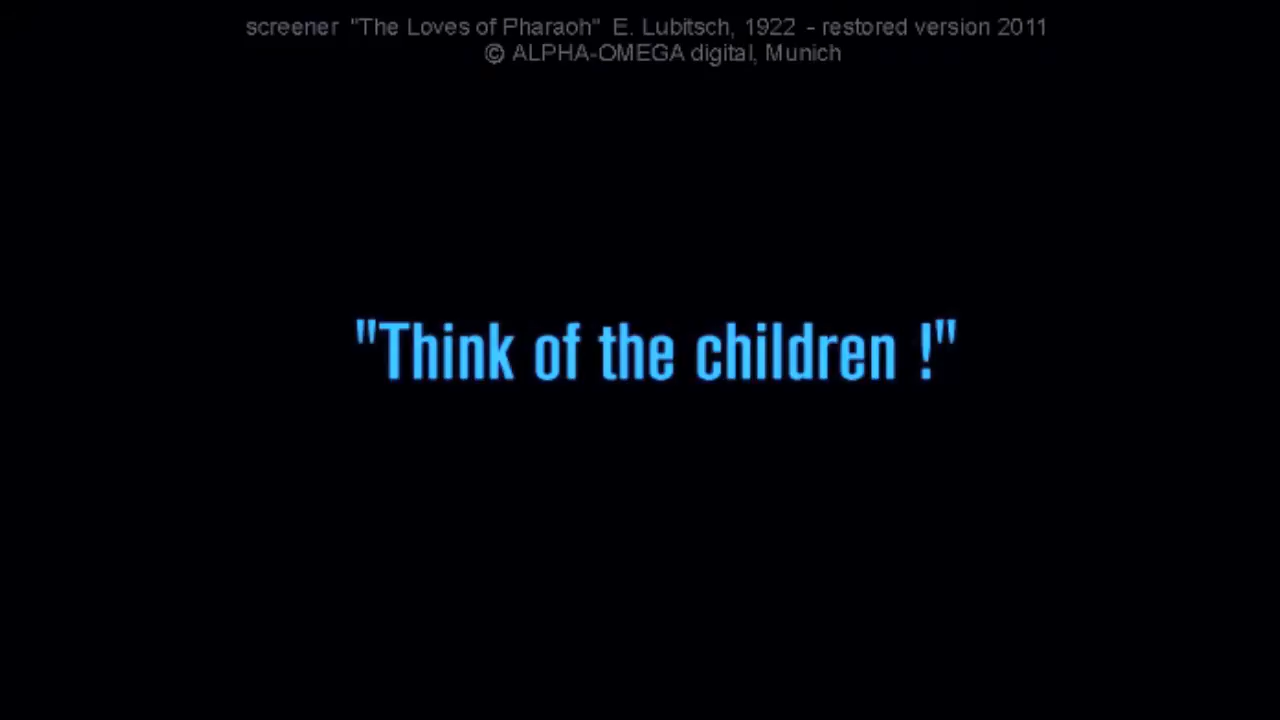 screener "The Loves of Pharaoh" E. Lubitsch, 1922 - restored version 2011
© ALPHA-OMEGA digital, Munich
"Think of the children !"